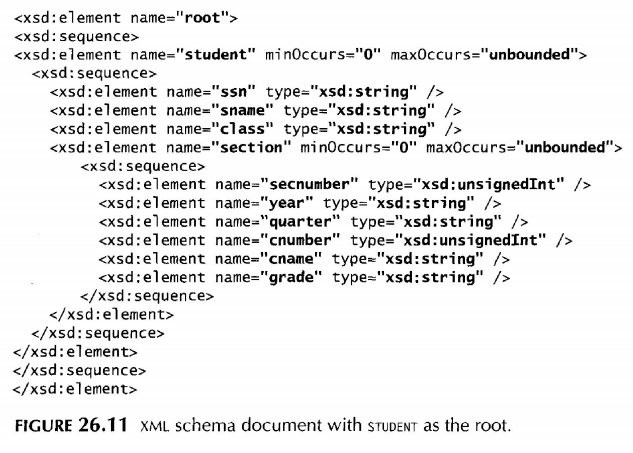 <xsd:element name="root">
<xsd:sequence>
<xsd:element name="student" minOccurs="0" maxOccurs="unbounded">
<xsd:sequence>
<xsd:element name="ssn" type="xsd:string" />
<xsd:element name="sname" type="xsd:string" />
<xsd:element name="class" type="xsd:string" />
<xsd:element name="section" minOccurs="0" maxOccurs="unbounded">
<xsd:sequence>
<xsd:element name="secnumber" type="xsd:unsignedInt" />
<xsd:element name="year" type="xsd:string" />
<xsd:element name="quarter" type="xsd:string" />
<xsd:element name="cnumber" type="xsd:unsignedInt" />
<xsd:element name="cname" type="xsd:string" />
<xsd:element name="grade" type="xsd:string" />
</xsd:sequence>
</xsd:element>
</xsd:sequence>
</xsd:element>
</xsd:sequence>
</xsd:element>
FIGURE 26.11 XML schema document with STUDENT as the root.